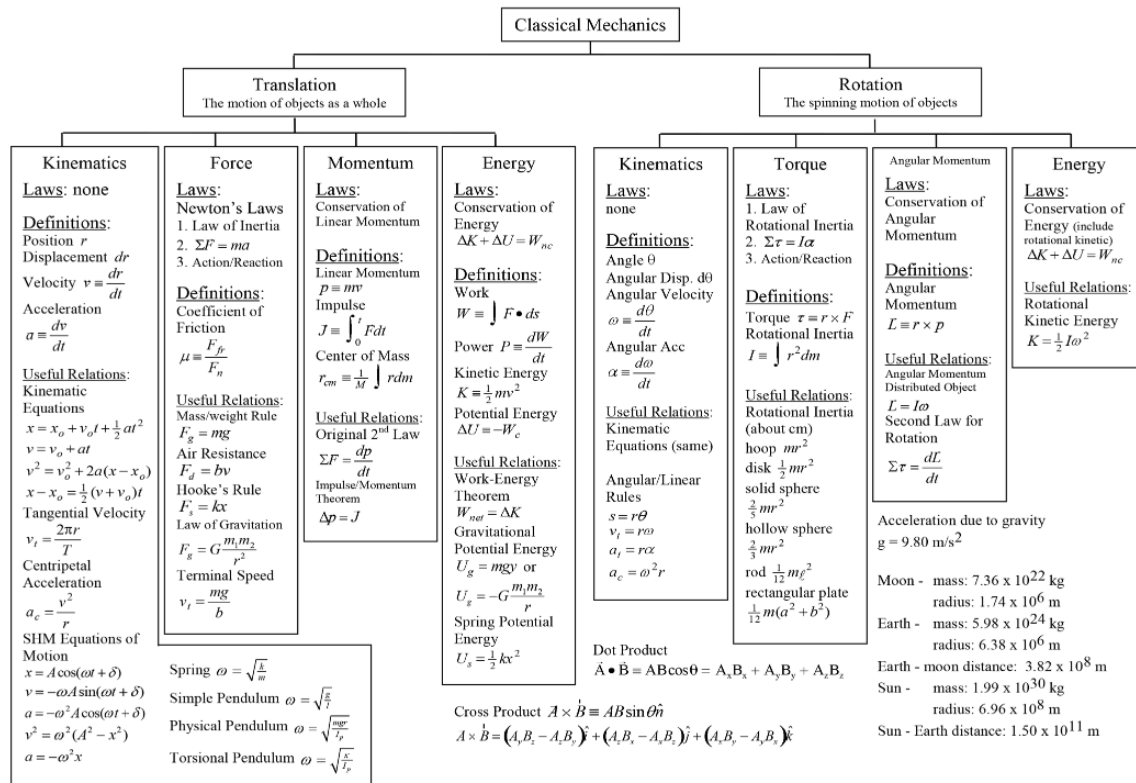 Classical Mechanics
Translation
The motion of objects as a whole
Rotation
The spinning motion of objects
Kinematics
Laws: none
Definitions:
Position r
Displacement dr
Velocity v ≡ dr/dt
Acceleration
a ≡ dv/dt
Useful Relations:
Kinematic
Equations
x = x_o + v_o t + ½ at²
v = v_o + at
v² = v_o² + 2a(x − x_o)
x − x_o = ½ (v + v_o)t
Tangential Velocity
v_t = 2πr/T
Centripetal
Acceleration
a_c = v²/r
SHM Equations of
Motion
x = A cos(ωt + δ)
v = −ωA sin(ωt + δ)
a = −ω² A cos(ωt + δ)
v² = ω²(A² − x²)
a = −ω² x
Spring ω = √(k/m)
Simple Pendulum ω = √(g/l)
Physical Pendulum ω = √(mgr/I_p)
Torsional Pendulum ω = √(κ/I_p)
Force
Laws:
Newton's Laws
1. Law of Inertia
2. ΣF = ma
3. Action/Reaction
Definitions:
Coefficient of
Friction
μ ≡ F_fr/F_n
Useful Relations:
Mass/weight Rule
F_g = mg
Air Resistance
F_d = bv
Hooke's Rule
F_s = kx
Law of Gravitation
F_g = G m₁m₂/r²
Terminal Speed
v_t = mg/b
Momentum
Laws:
Conservation of
Linear Momentum
Definitions:
Linear Momentum
p ≡ mv
Impulse
J ≡ ∫₀ᵗ Fdt
Center of Mass
r_cm ≡ 1/M ∫ rdm
Useful Relations:
Original 2nd Law
ΣF = dp/dt
Impulse/Momentum
Theorem
Δp = J
Energy
Laws:
Conservation of
Energy
ΔK + ΔU = W_nc
Definitions:
Work
W ≡ ∫ F • ds
Power P ≡ dW/dt
Kinetic Energy
K ≡ ½ mv²
Potential Energy
ΔU ≡ −W_c
Useful Relations:
Work-Energy
Theorem
W_net = ΔK
Gravitational
Potential Energy
U_g = mgy or
U_g = −G m₁m₂/r
Spring Potential
Energy
U_s = ½ kx²
Kinematics
Laws:
none
Definitions:
Angle θ
Angular Disp. dθ
Angular Velocity
ω ≡ dθ/dt
Angular Acc
α ≡ dω/dt
Useful Relations:
Kinematic
Equations (same)
Angular/Linear
Rules
s = rθ
v_t = rω
a_t = rα
a_c = ω² r
Torque
Laws:
1. Law of
Rotational Inertia
2. Στ = Iα
3. Action/Reaction
Definitions:
Torque τ ≡ r × F
Rotational Inertia
I ≡ ∫ r² dm
Useful Relations:
Rotational Inertia
(about cm)
hoop mr²
disk ½ mr²
solid sphere
2/5 mr²
hollow sphere
2/3 mr²
rod 1/12 mℓ²
rectangular plate
1/12 m(a² + b²)
Angular Momentum
Laws:
Conservation of
Angular
Momentum
Definitions:
Angular
Momentum
L ≡ r × p
Useful Relations:
Angular Momentum
Distributed Object
L = Iω
Second Law for
Rotation
Στ = dL/dt
Energy
Laws:
Conservation of
Energy (include
rotational kinetic)
ΔK + ΔU = W_nc
Useful Relations:
Rotational
Kinetic Energy
K = ½ Iω²
Acceleration due to gravity
g = 9.80 m/s²
Moon - mass: 7.36 x 10²² kg
radius: 1.74 x 10⁶ m
Earth - mass: 5.98 x 10²⁴ kg
radius: 6.38 x 10⁶ m
Earth - moon distance: 3.82 x 10⁸ m
Sun - mass: 1.99 x 10³⁰ kg
radius: 6.96 x 10⁸ m
Sun - Earth distance: 1.50 x 10¹¹ m
Dot Product
A • B = AB cos θ = A_xB_x + A_yB_y + A_zB_z
Cross Product A × B ≡ AB sin θ n̂
A × B = (A_yB_z − A_zB_y)î + (A_zB_x − A_xB_z)ĵ + (A_xB_y − A_yB_x)k̂